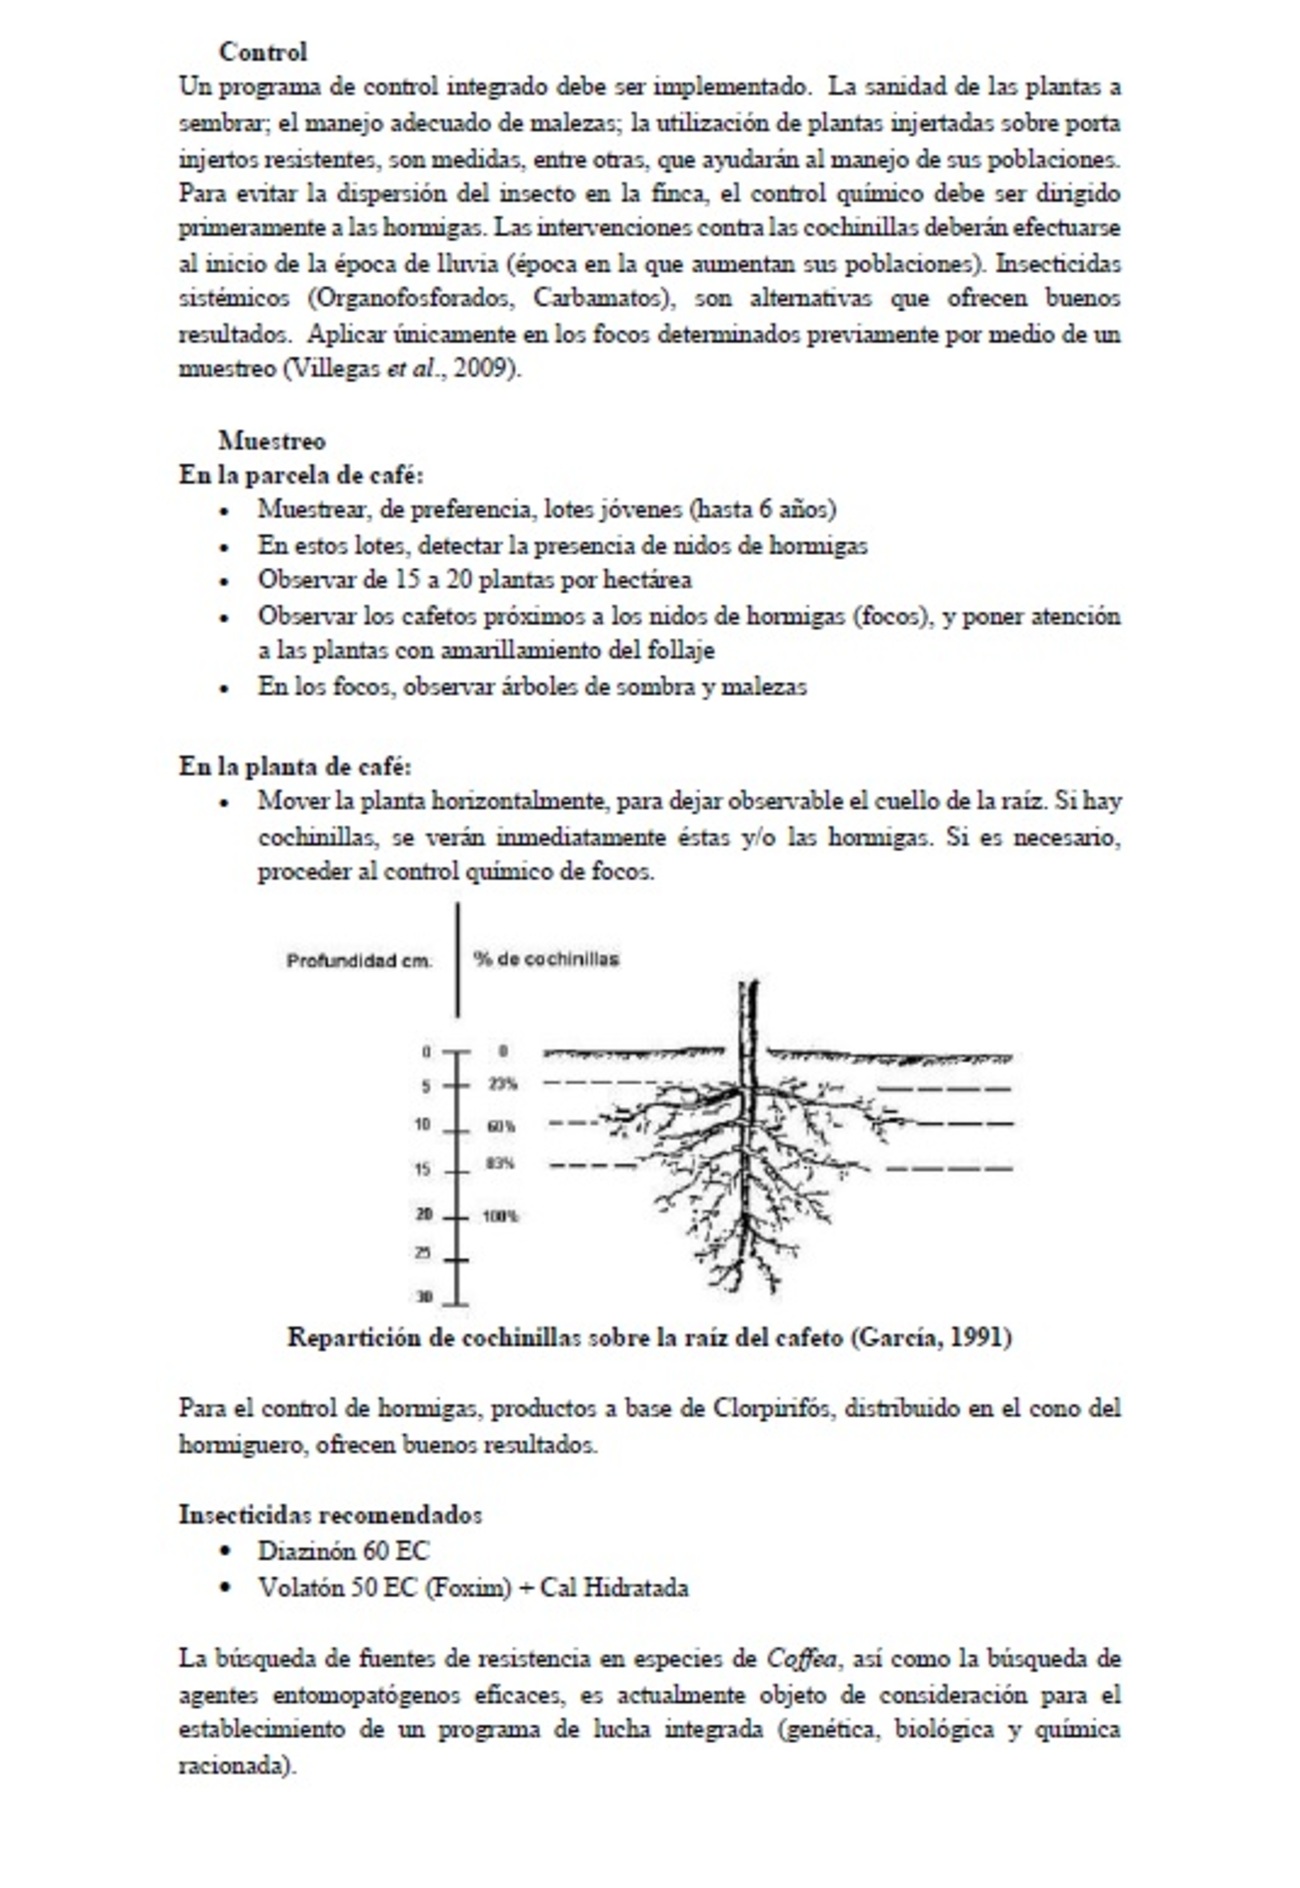 Control
Un programa de control integrado debe ser implementado. La sanidad de las plantas a
sembrar; el manejo adecuado de malezas; la utilización de plantas injertadas sobre porta
injertos resistentes, son medidas, entre otras, que ayudarán al manejo de sus poblaciones.
Para evitar la dispersión del insecto en la finca, el control químico debe ser dirigido
primeramente a las hormigas. Las intervenciones contra las cochinillas deberán efectuarse
al inicio de la época de lluvia (época en la que aumentan sus poblaciones). Insecticidas
sistémicos (Organofosforados, Carbamatos), son alternativas que ofrecen buenos
resultados. Aplicar únicamente en los focos determinados previamente por medio de un
muestreo (Villegas et al., 2009).
Muestreo
En la parcela de café:
• Muestrear, de preferencia, lotes jóvenes (hasta 6 años)
• En estos lotes, detectar la presencia de nidos de hormigas
• Observar de 15 a 20 plantas por hectárea
• Observar los cafetos próximos a los nidos de hormigas (focos), y poner atención
a las plantas con amarillamiento del follaje
• En los focos, observar árboles de sombra y malezas
En la planta de café:
• Mover la planta horizontalmente, para dejar observable el cuello de la raíz. Si hay
cochinillas, se verán inmediatamente éstas y/o las hormigas. Si es necesario,
proceder al control químico de focos.
Profundidad cm. % de cochinillas
0 0
5 23%
10 60%
15 83%
20 100%
25
30
Repartición de cochinillas sobre la raíz del cafeto (García, 1991)
Para el control de hormigas, productos a base de Clorpirifós, distribuido en el cono del
hormiguero, ofrecen buenos resultados.
Insecticidas recomendados
• Diazinón 60 EC
• Volatón 50 EC (Foxim) + Cal Hidratada
La búsqueda de fuentes de resistencia en especies de Coffea, así como la búsqueda de
agentes entomopatógenos eficaces, es actualmente objeto de consideración para el
establecimiento de un programa de lucha integrada (genética, biológica y química
racionada).